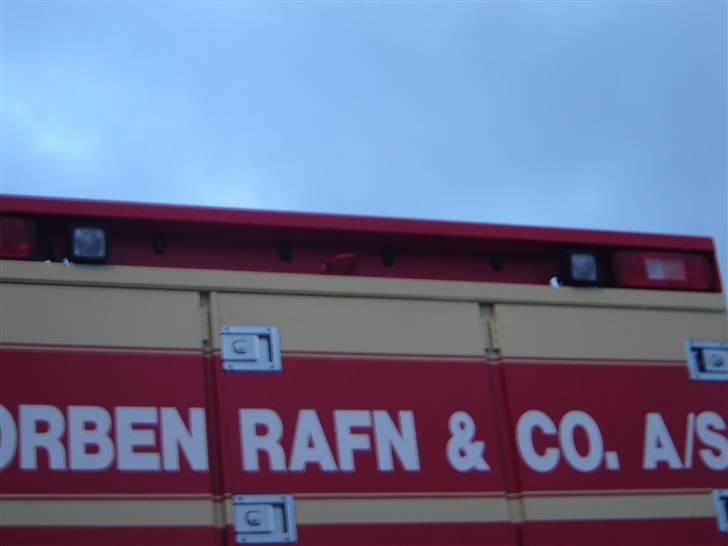 ORBEN RAFN & CO. A/S